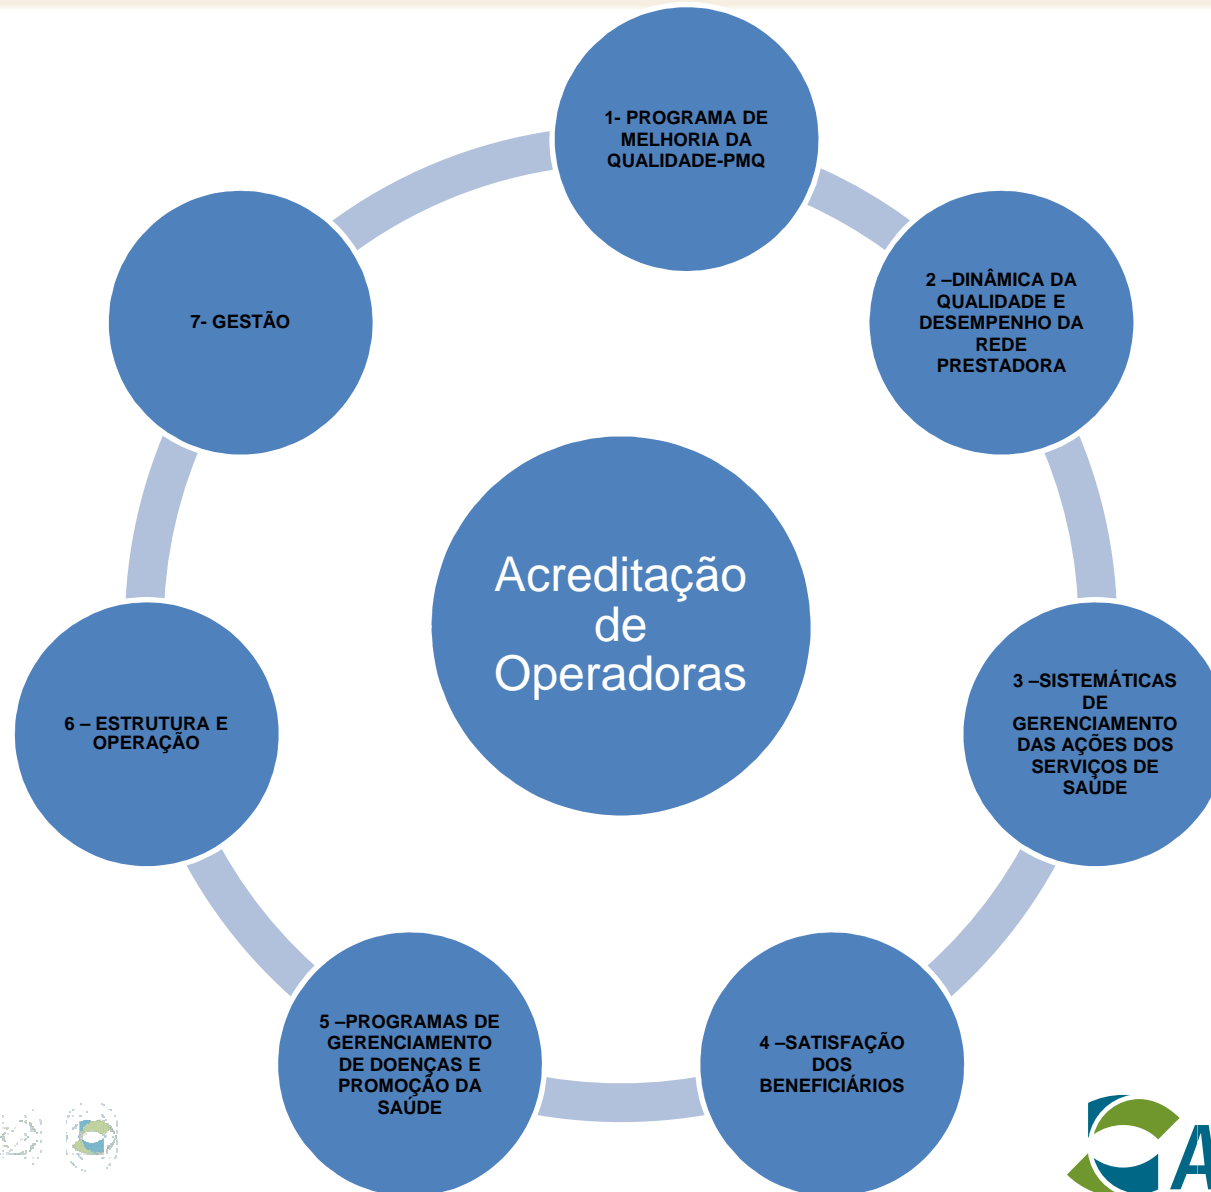 1- PROGRAMA DE
MELHORIA DA
QUALIDADE-PMQ
2 –DINÂMICA DA
QUALIDADE E
DESEMPENHO DA
REDE
PRESTADORA
3 –SISTEMÁTICAS
DE
GERENCIAMENTO
DAS AÇÕES DOS
SERVIÇOS DE
SAÚDE
4 –SATISFAÇÃO
DOS
BENEFICIÁRIOS
5 –PROGRAMAS DE
GERENCIAMENTO
DE DOENÇAS E
PROMOÇÃO DA
SAÚDE
6 – ESTRUTURA E
OPERAÇÃO
7- GESTÃO
Acreditação
de
Operadoras
A